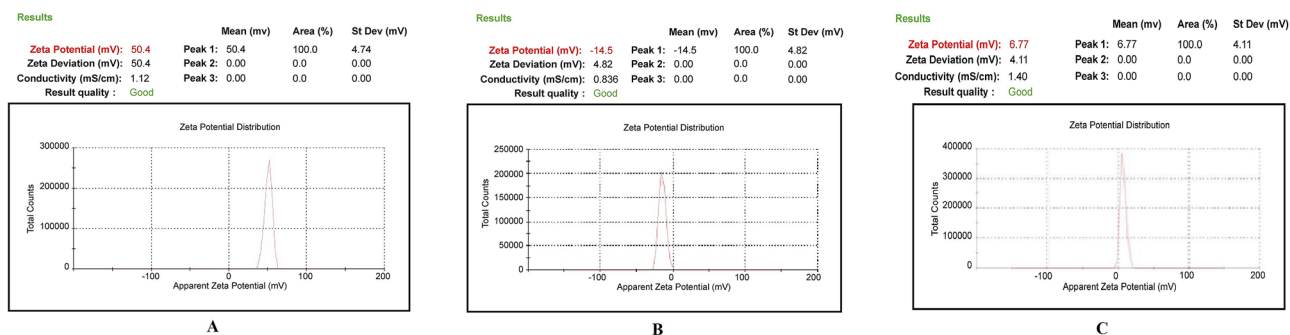 Results
Mean (mv) Area (%) St Dev (mV)
Zeta Potential (mV): 50.4 Peak 1: 50.4 100.0 4.74
Zeta Deviation (mV): 50.4 Peak 2: 0.00 0.0 0.00
Conductivity (mS/cm): 1.12 Peak 3: 0.00 0.0 0.00
Result quality : Good
Zeta Potential Distribution
300000
200000
100000
0
Total Counts
-100 0 100 200
Apparent Zeta Potential (mV)
A
Results
Mean (mv) Area (%) St Dev (mV)
Zeta Potential (mV): -14.5 Peak 1: -14.5 100.0 4.82
Zeta Deviation (mV): 4.82 Peak 2: 0.00 0.0 0.00
Conductivity (mS/cm): 0.836 Peak 3: 0.00 0.0 0.00
Result quality : Good
Zeta Potential Distribution
250000
200000
150000
100000
50000
0
Total Counts
-100 0 100 200
Apparent Zeta Potential (mV)
B
Results
Mean (mv) Area (%) St Dev (mV)
Zeta Potential (mV): 6.77 Peak 1: 6.77 100.0 4.11
Zeta Deviation (mV): 4.11 Peak 2: 0.00 0.0 0.00
Conductivity (mS/cm): 1.40 Peak 3: 0.00 0.0 0.00
Result quality : Good
Zeta Potential Distribution
400000
300000
200000
100000
0
Total Counts
-100 0 100 200
Apparent Zeta Potential (mV)
C